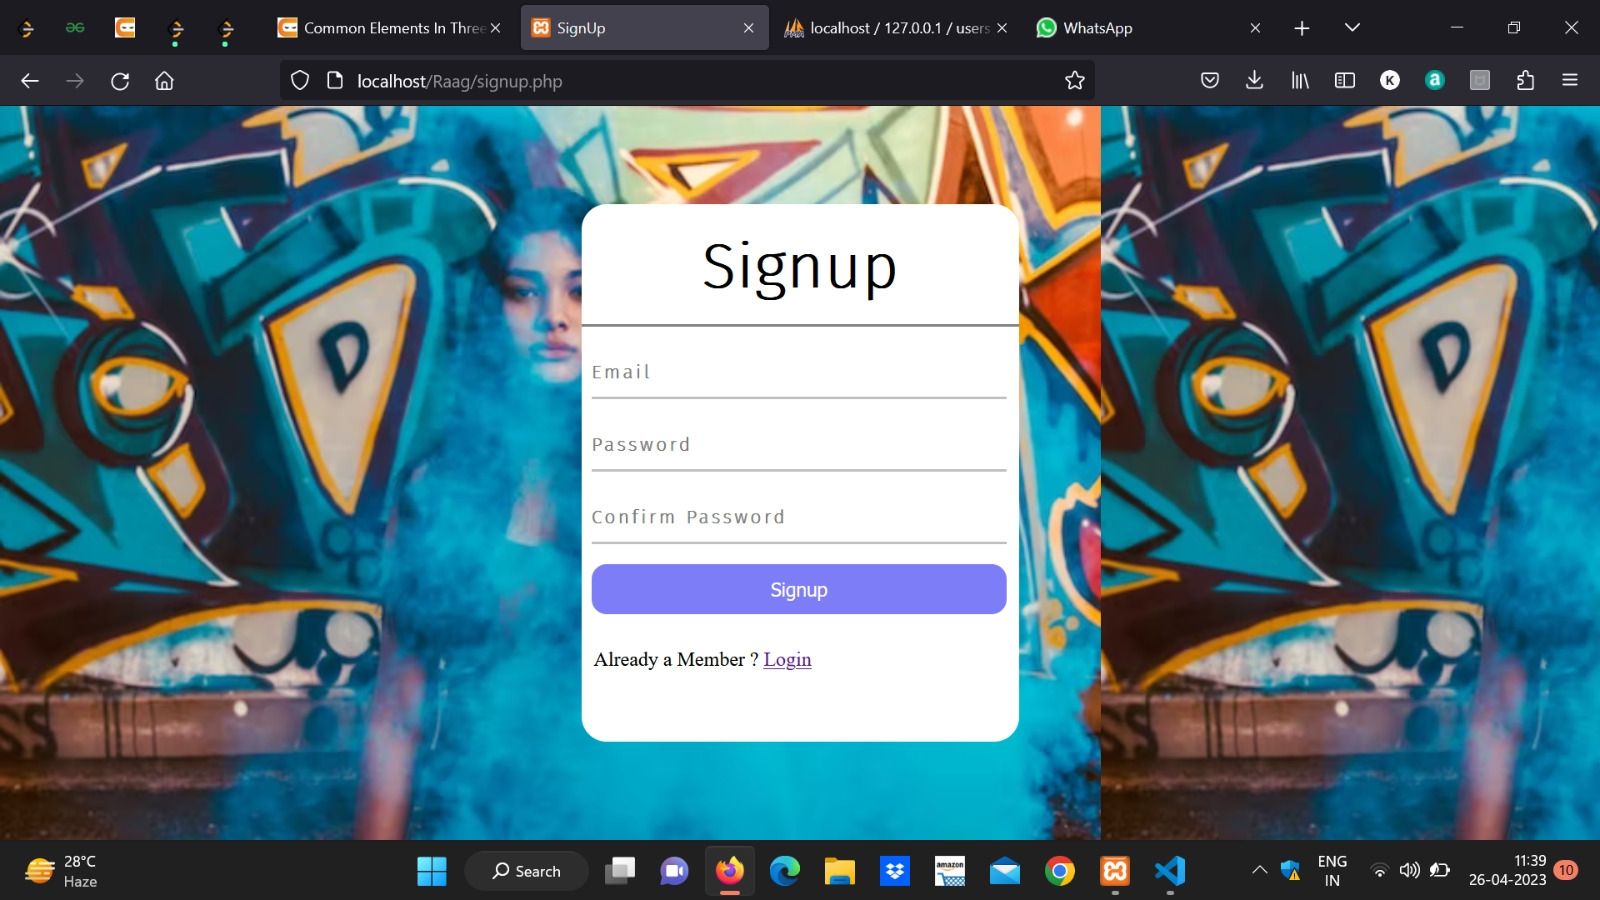 Common Elements In Three
SignUp
localhost / 127.0.0.1 / users
WhatsApp
localhost/Raag/signup.php
K
a
D
D
Signup
Email
Password
Confirm Password
Signup
Already a Member ? Login
28°C
Haze
Search
amazon
ENG
IN
11:39
26-04-2023
10